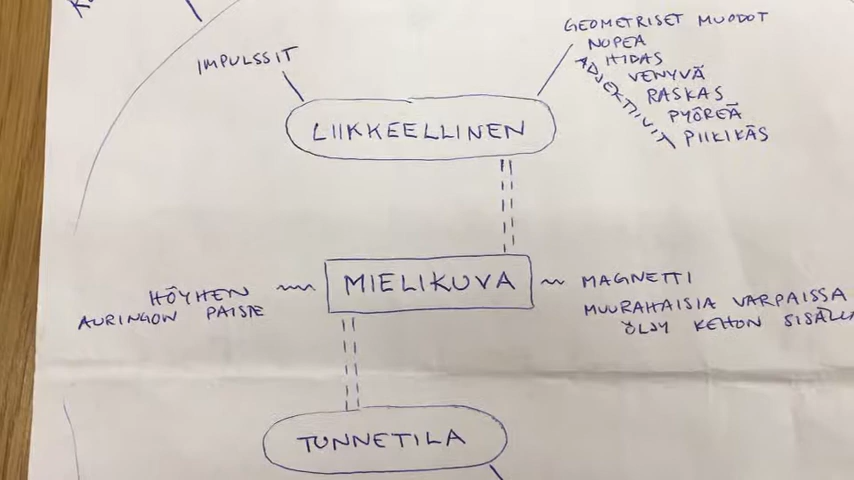 GEOMETRISET MUODOT
NOPEA
HIDAS
VENYVÄ
RASKAS
PYÖREÄ
PIIKIKÄS
ADJEKTIIVIT
IMPULSSIT
LIIKKEELLINEN
MIELIKUVA
HÖYHEN
AURINGON PAISTE
MAGNETTI
MUURAHAISIA VARPAISSA
ÖLJY KEHON SISÄLLÄ
TUNNETILA